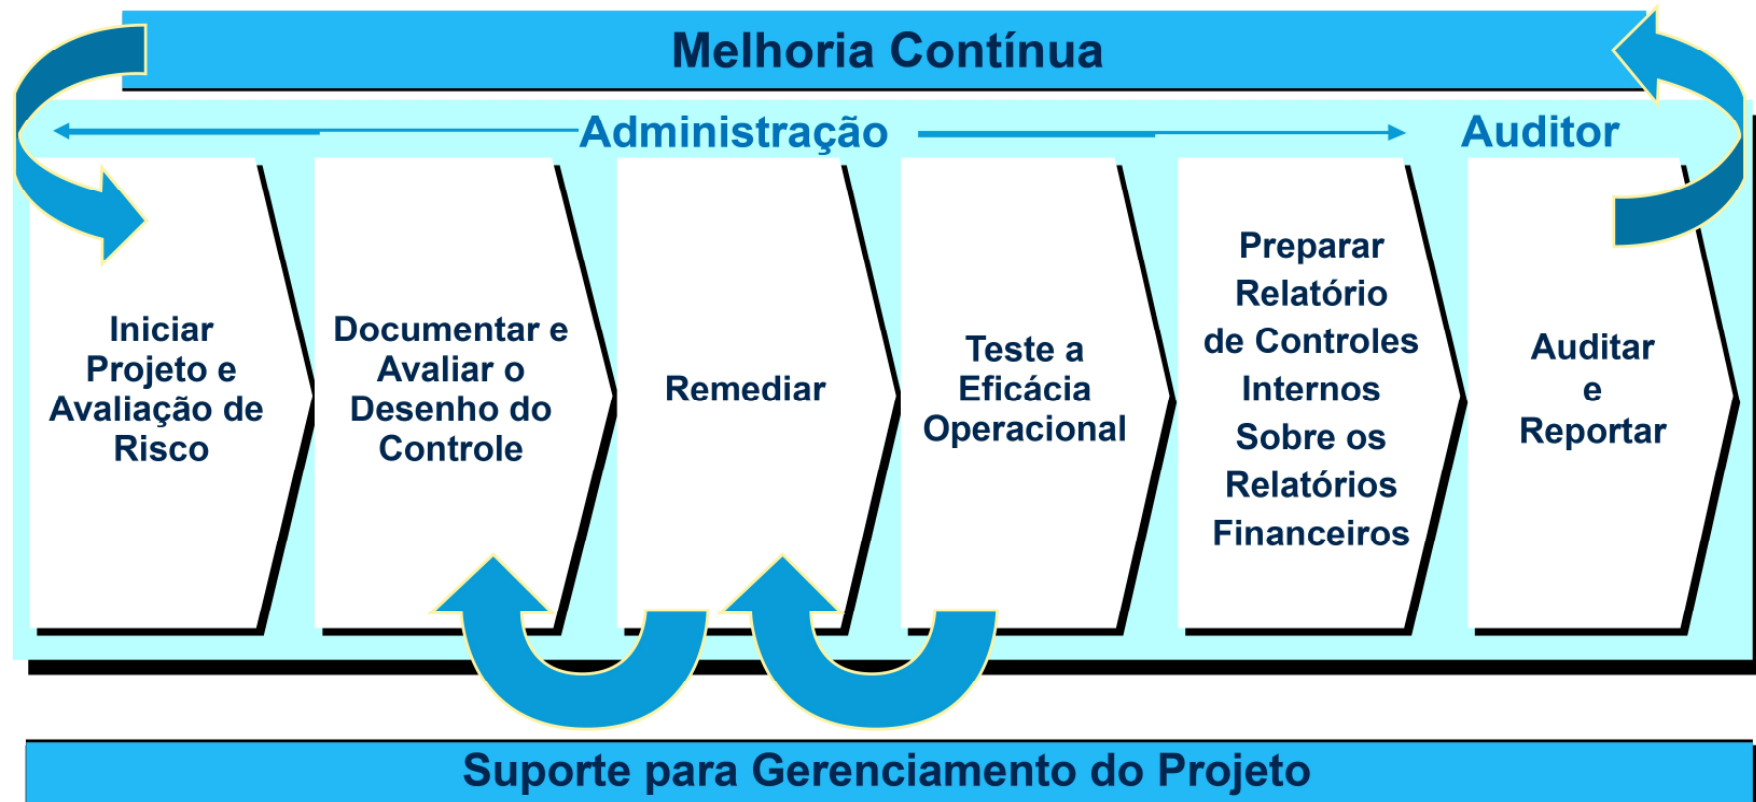 Melhoria Contínua
Administração
Auditor
Iniciar
Projeto e
Avaliação de
Risco
Documentar e
Avaliar o
Desenho do
Controle
Remediar
Teste a
Eficácia
Operacional
Preparar
Relatório
de Controles
Internos
Sobre os
Relatórios
Financeiros
Auditar
e
Reportar
Suporte para Gerenciamento do Projeto